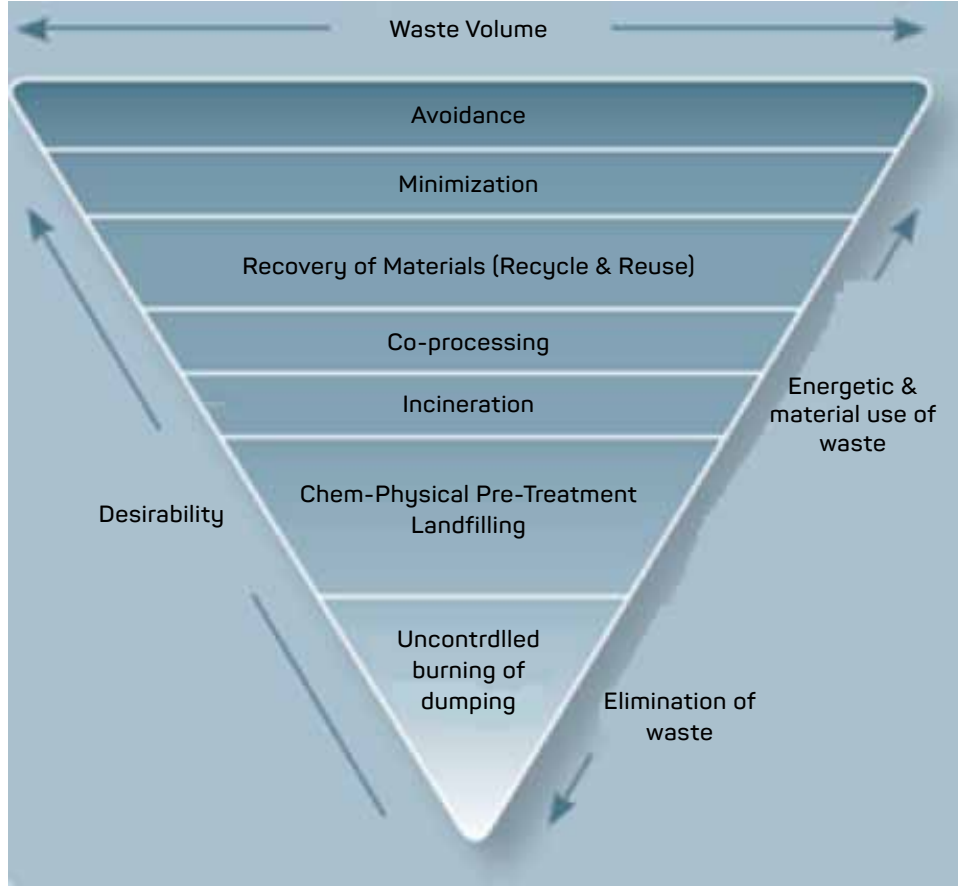 Waste Volume
Avoidance
Minimization
Recovery of Materials (Recycle & Reuse)
Co-processing
Incineration
Energetic &
material use of
waste
Chem-Physical Pre-Treatment
Landfilling
Desirability
Uncontrdlled
burning of
dumping
Elimination of
waste